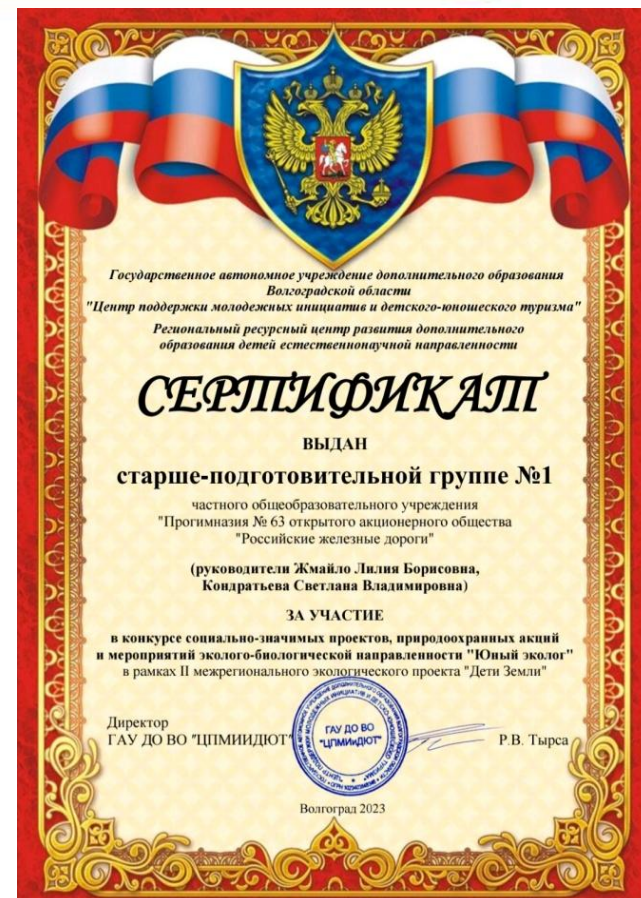 Государственное автономное учреждение дополнительного образования
Волгоградской области
"Центр поддержки молодежных инициатив и детского-юношеского туризма"
Региональный ресурсный центр развития дополнительного
образования детей естественнонаучной направленности
СЕРТИФИКАТ
ВЫДАН
старше-подготовительной группе №1
частного общеобразовательного учреждения
"Прогимназия № 63 открытого акционерного общества
"Российские железные дороги"
(руководители Жмайло Лилия Борисовна,
Кондратьева Светлана Владимировна)
ЗА УЧАСТИЕ
в конкурсе социально-значимых проектов, природоохранных акций
и мероприятий эколого-биологической направленности "Юный эколог"
в рамках II межрегионального экологического проекта "Дети Земли"
Директор
ГАУ ДО ВО "ЦПМИИДЮТ"
ГАУ ДО ВО
"ЦПМИиДЮТ"
Р.В. Тырса
Волгоград 2023